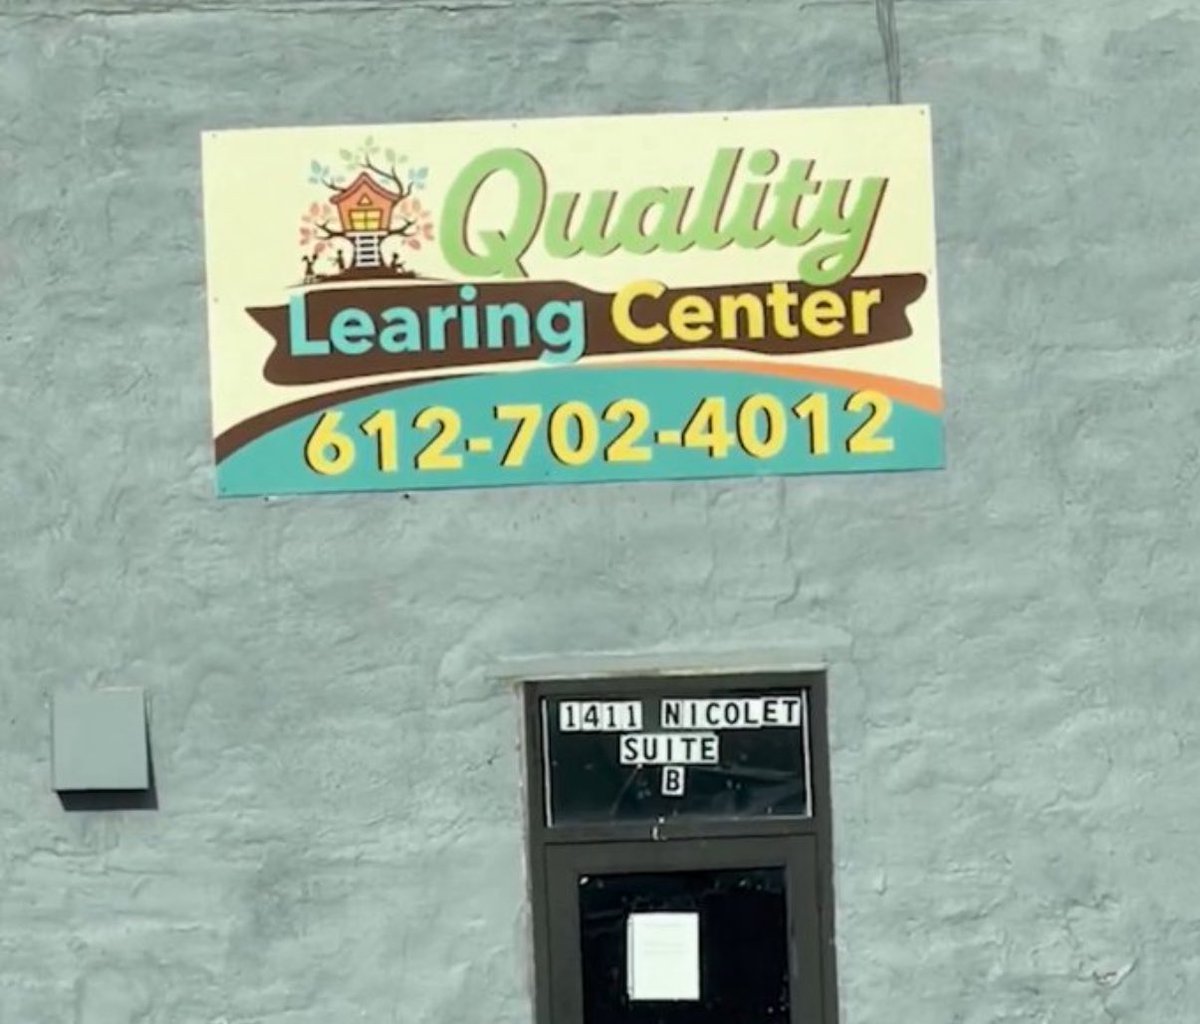 Quality
Learing Center
612-702-4012
1411 NICOLET
SUITE
B